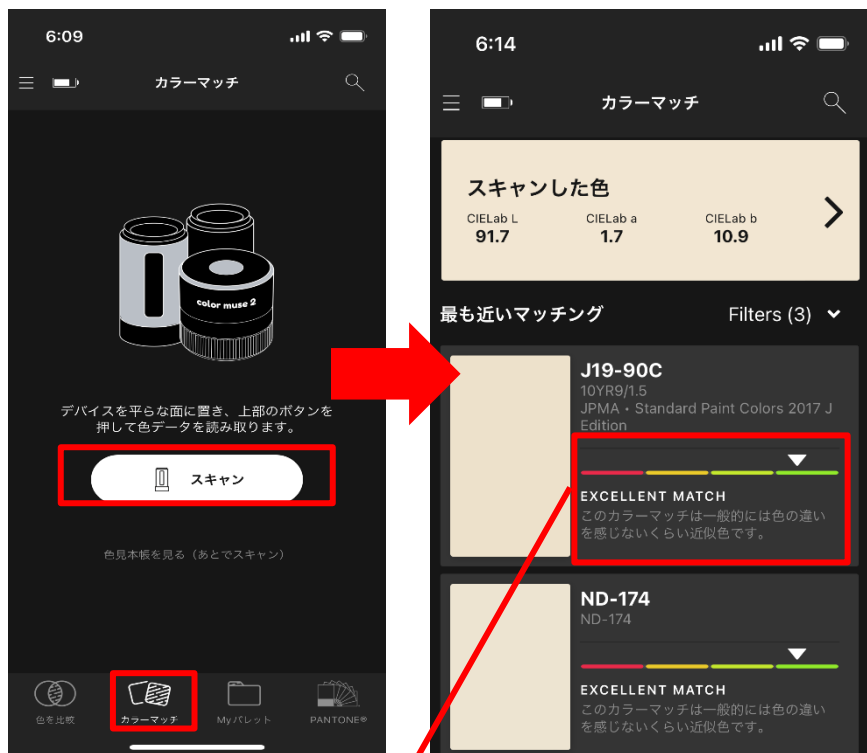 6:09
カラーマッチ
color muse 2
デバイスを平らな面に置き、上部のボタンを
押して色データを読み取ります。
スキャン
色見本帳を見る（あとでスキャン）
色を比較
カラーマッチ
Myパレット
PANTONE®
6:14
カラーマッチ
スキャンした色
CIELab L
CIELab a
CIELab b
91.7
1.7
10.9
最も近いマッチング
Filters (3)
J19-90C
10YR9/1.5
JPMA・Standard Paint Colors 2017 J
Edition
EXCELLENT MATCH
このカラーマッチは一般的には色の違い
を感じないくらい近似色です。
ND-174
ND-174
EXCELLENT MATCH
このカラーマッチは一般的には色の違い
を感じないくらい近似色です。